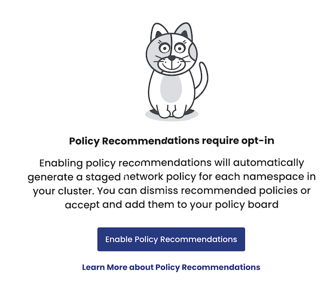 Policy Recommendations require opt-in
Enabling policy recommendations will automatically
generate a staged network policy for each namespace in
your cluster. You can dismiss recommended policies or
accept and add them to your policy board
Enable Policy Recommendations
Learn More about Policy Recommendations